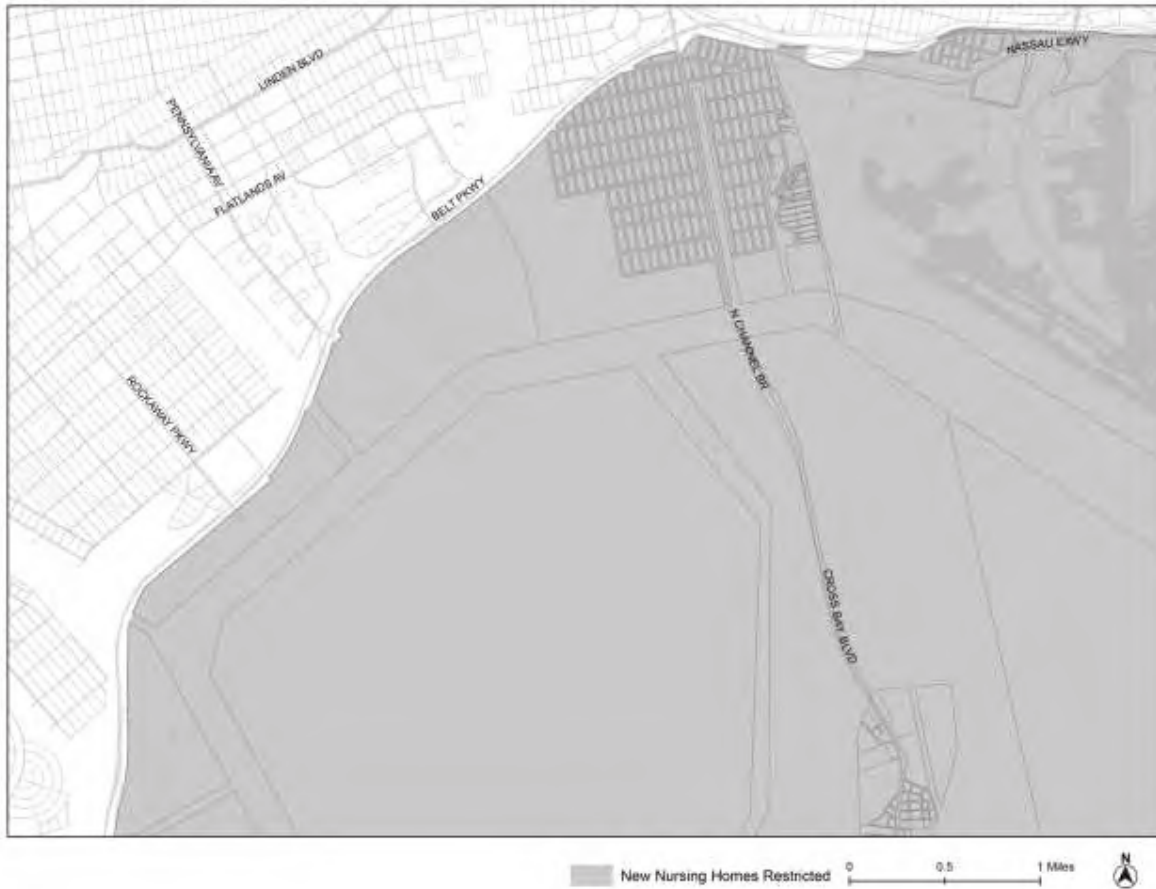 NASSAU EXWY
LINDEN BLVD
PENNSYLVANIA AV
FLATLANDS AV
BELT PKWY
N CHANNEL BR
ROCKAWAY PKWY
CROSS BAY BLVD
New Nursing Homes Restricted
0 0.5 1 Miles
N